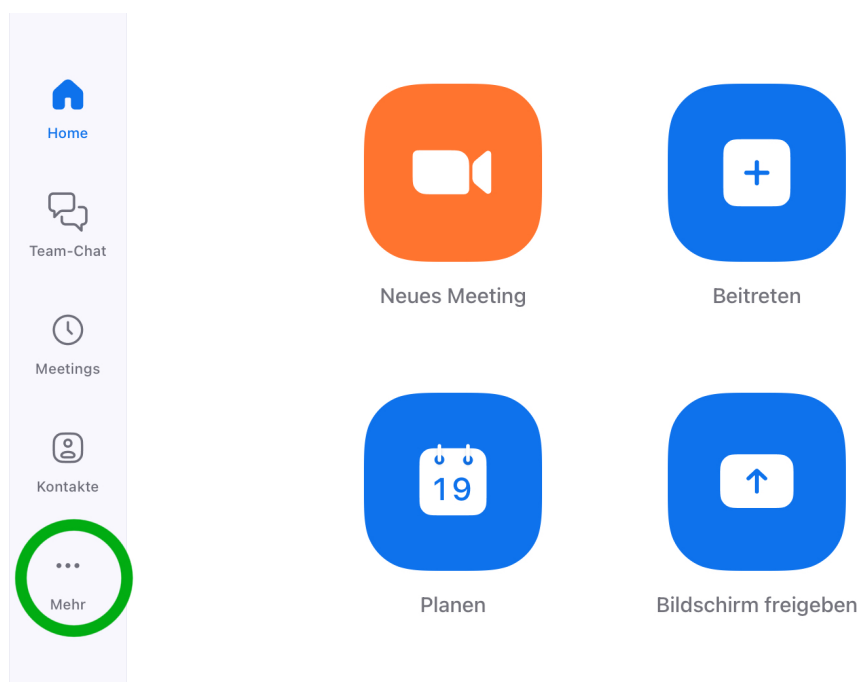 Home
Team-Chat
Meetings
Kontakte
Mehr
Neues Meeting
Beitreten
19
Planen
Bildschirm freigeben